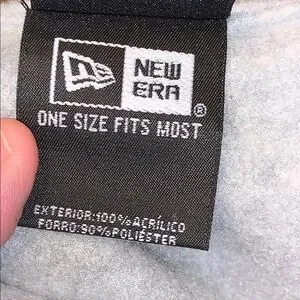 NEW
ERA®
ONE SIZE FITS MOST
EXTERIOR:100%ACRÍLICO
FORRO:90%POLIÉSTER